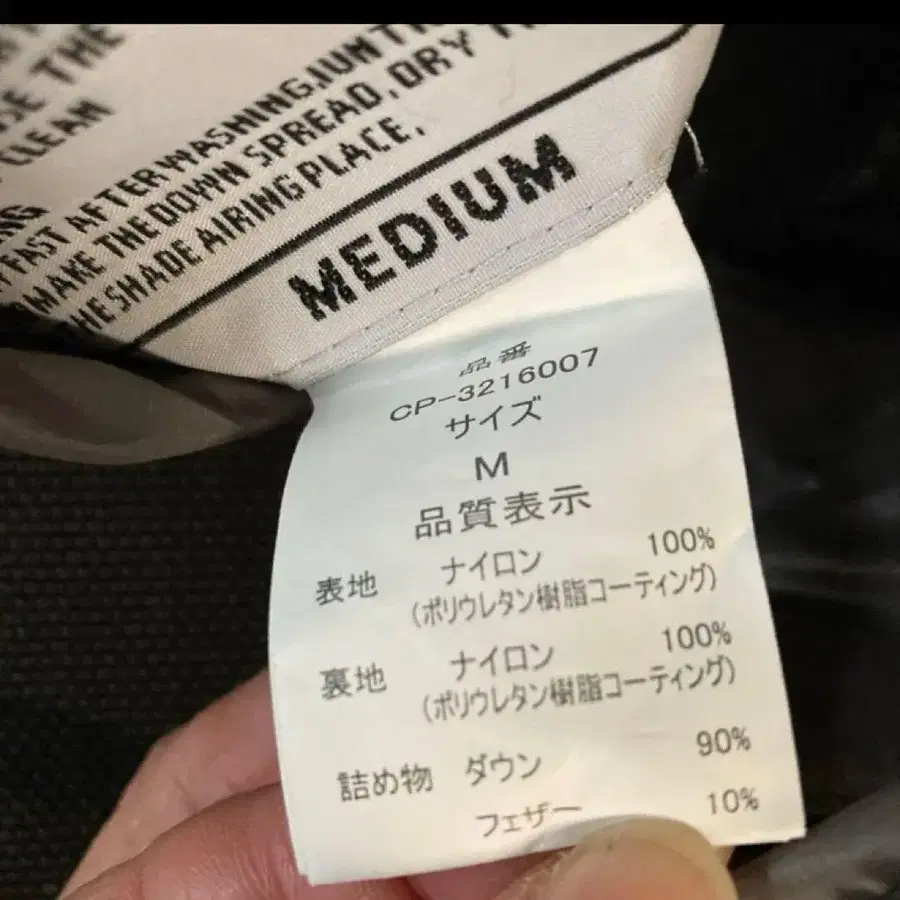 SE THE
CLEAN
FAST AFTER WASHING,
MAKE THE DOWN SPREAD, DRY
HE SHADE AIRING PLACE.
MEDIUM
品番
CP-3216007
サイズ
M
品質表示
表地 ナイロン 100%
(ポリウレタン樹脂コーティング)
裏地 ナイロン 100%
(ポリウレタン樹脂コーティング)
詰め物 ダウン 90%
フェザー 10%